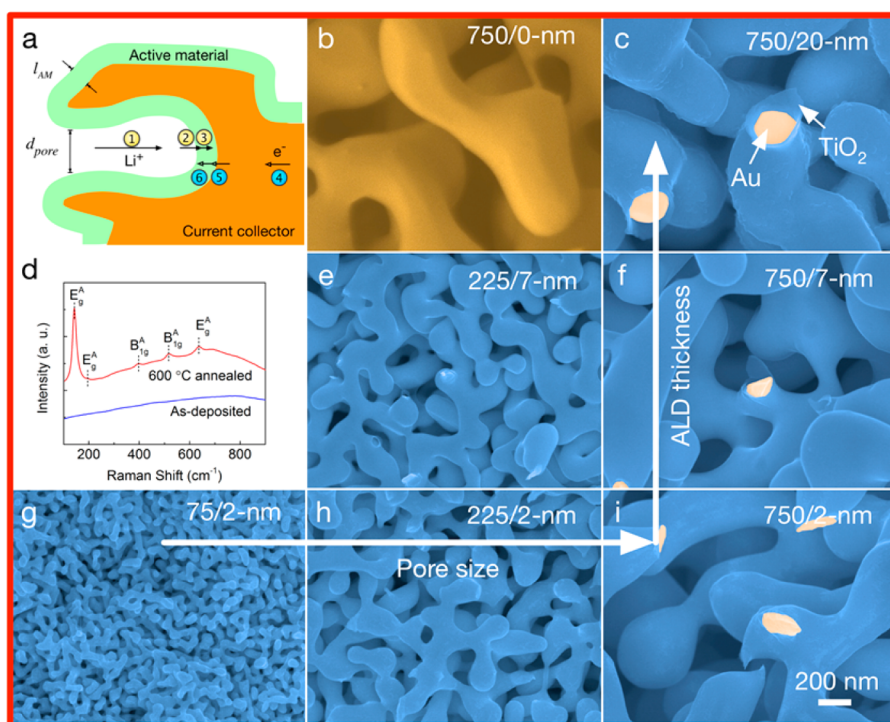 a
Active material
l_AM
d_pore
1
2
3
Li⁺
e⁻
6
5
4
Current collector
b
750/0-nm
c
750/20-nm
Au
TiO₂
d
E_g^A
E_g^A
B_1g^A
B_1g^A
E_g^A
600 °C annealed
As-deposited
Intensity (a. u.)
200
400
600
800
Raman Shift (cm⁻¹)
e
225/7-nm
f
750/7-nm
ALD thickness
g
75/2-nm
h
225/2-nm
i
750/2-nm
Pore size
200 nm